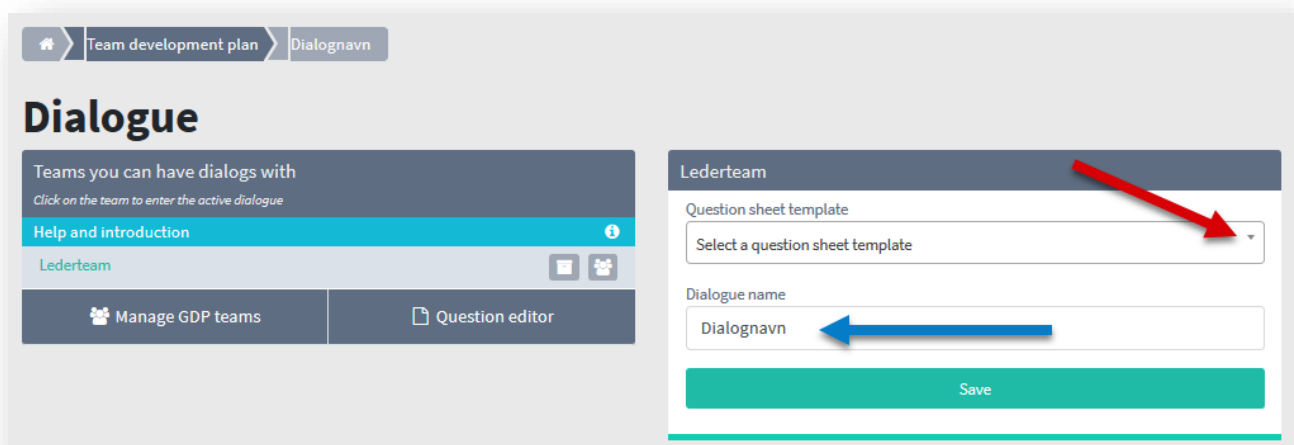 Team development plan Dialognavn
Dialogue
Teams you can have dialogs with
Click on the team to enter the active dialogue
Help and introduction
Lederteam
Manage GDP teams Question editor
Lederteam
Question sheet template
Select a question sheet template
Dialogue name
Dialognavn
Save